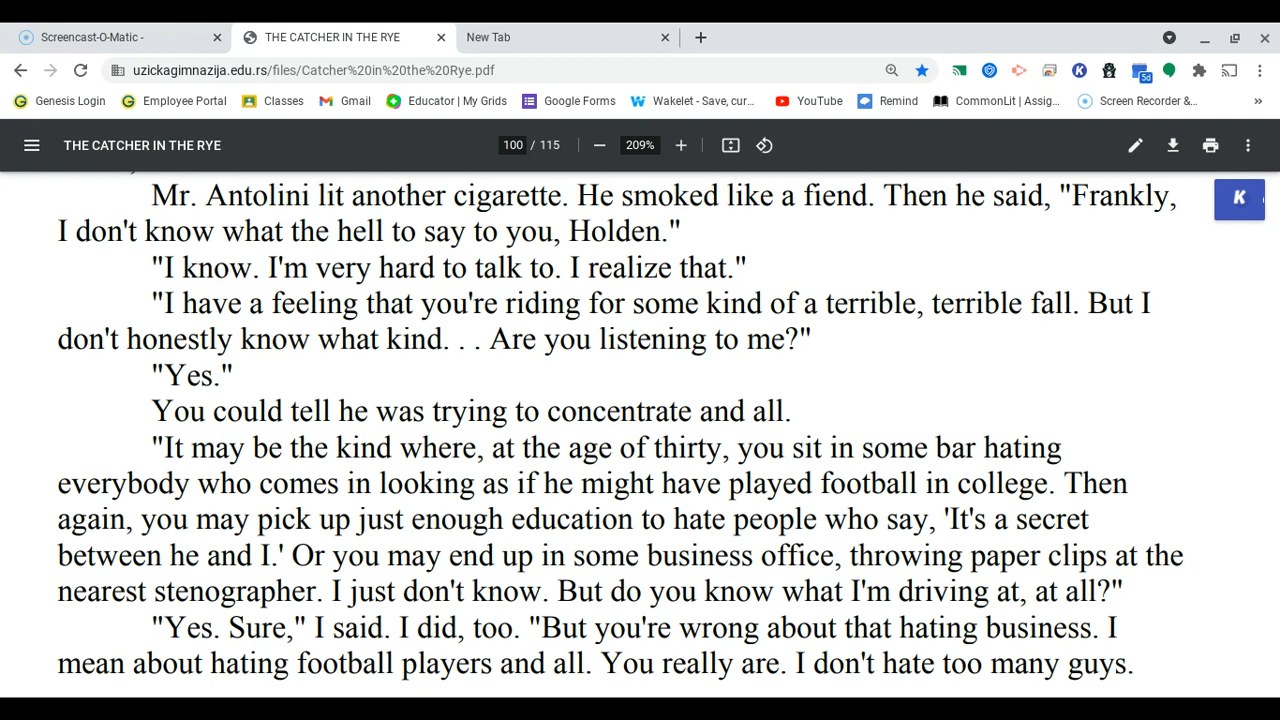 Screencast-O-Matic -
THE CATCHER IN THE RYE
New Tab
uzickagimnazija.edu.rs/files/Catcher%20in%20the%20Rye.pdf
5d
Genesis Login
Employee Portal
Classes
Gmail
Educator | My Grids
Google Forms
Wakelet - Save, cur...
YouTube
Remind
CommonLit | Assig...
Screen Recorder &...
THE CATCHER IN THE RYE
100 / 115
209%
Mr. Antolini lit another cigarette. He smoked like a fiend. Then he said, "Frankly,
I don't know what the hell to say to you, Holden."
"I know. I'm very hard to talk to. I realize that."
"I have a feeling that you're riding for some kind of a terrible, terrible fall. But I
don't honestly know what kind. . . Are you listening to me?"
"Yes."
You could tell he was trying to concentrate and all.
"It may be the kind where, at the age of thirty, you sit in some bar hating
everybody who comes in looking as if he might have played football in college. Then
again, you may pick up just enough education to hate people who say, 'It's a secret
between he and I.' Or you may end up in some business office, throwing paper clips at the
nearest stenographer. I just don't know. But do you know what I'm driving at, at all?"
"Yes. Sure," I said. I did, too. "But you're wrong about that hating business. I
mean about hating football players and all. You really are. I don't hate too many guys.
K